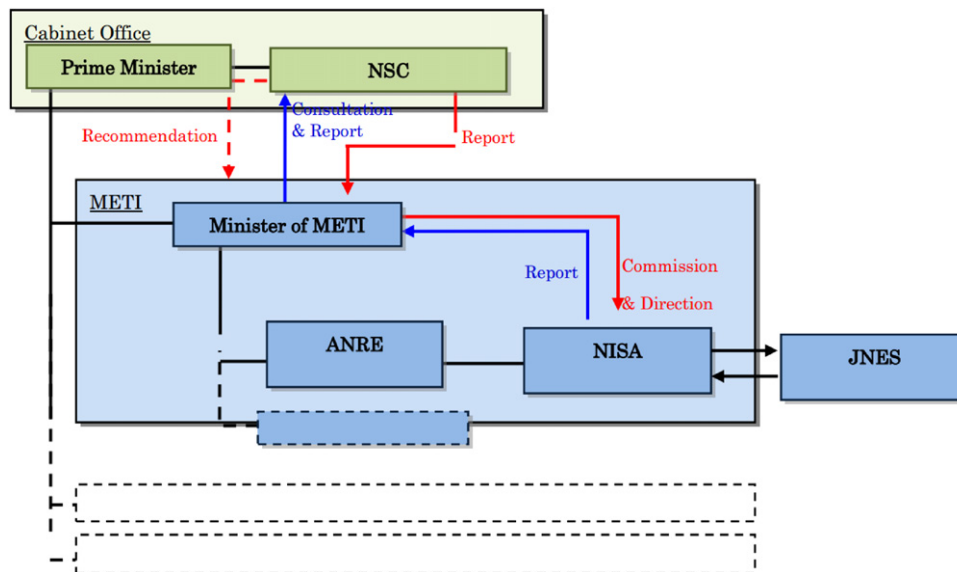 Cabinet Office
Prime Minister
NSC
Consultation
& Report
Recommendation
Report
METI
Minister of METI
Report
Commission
& Direction
ANRE
NISA
JNES